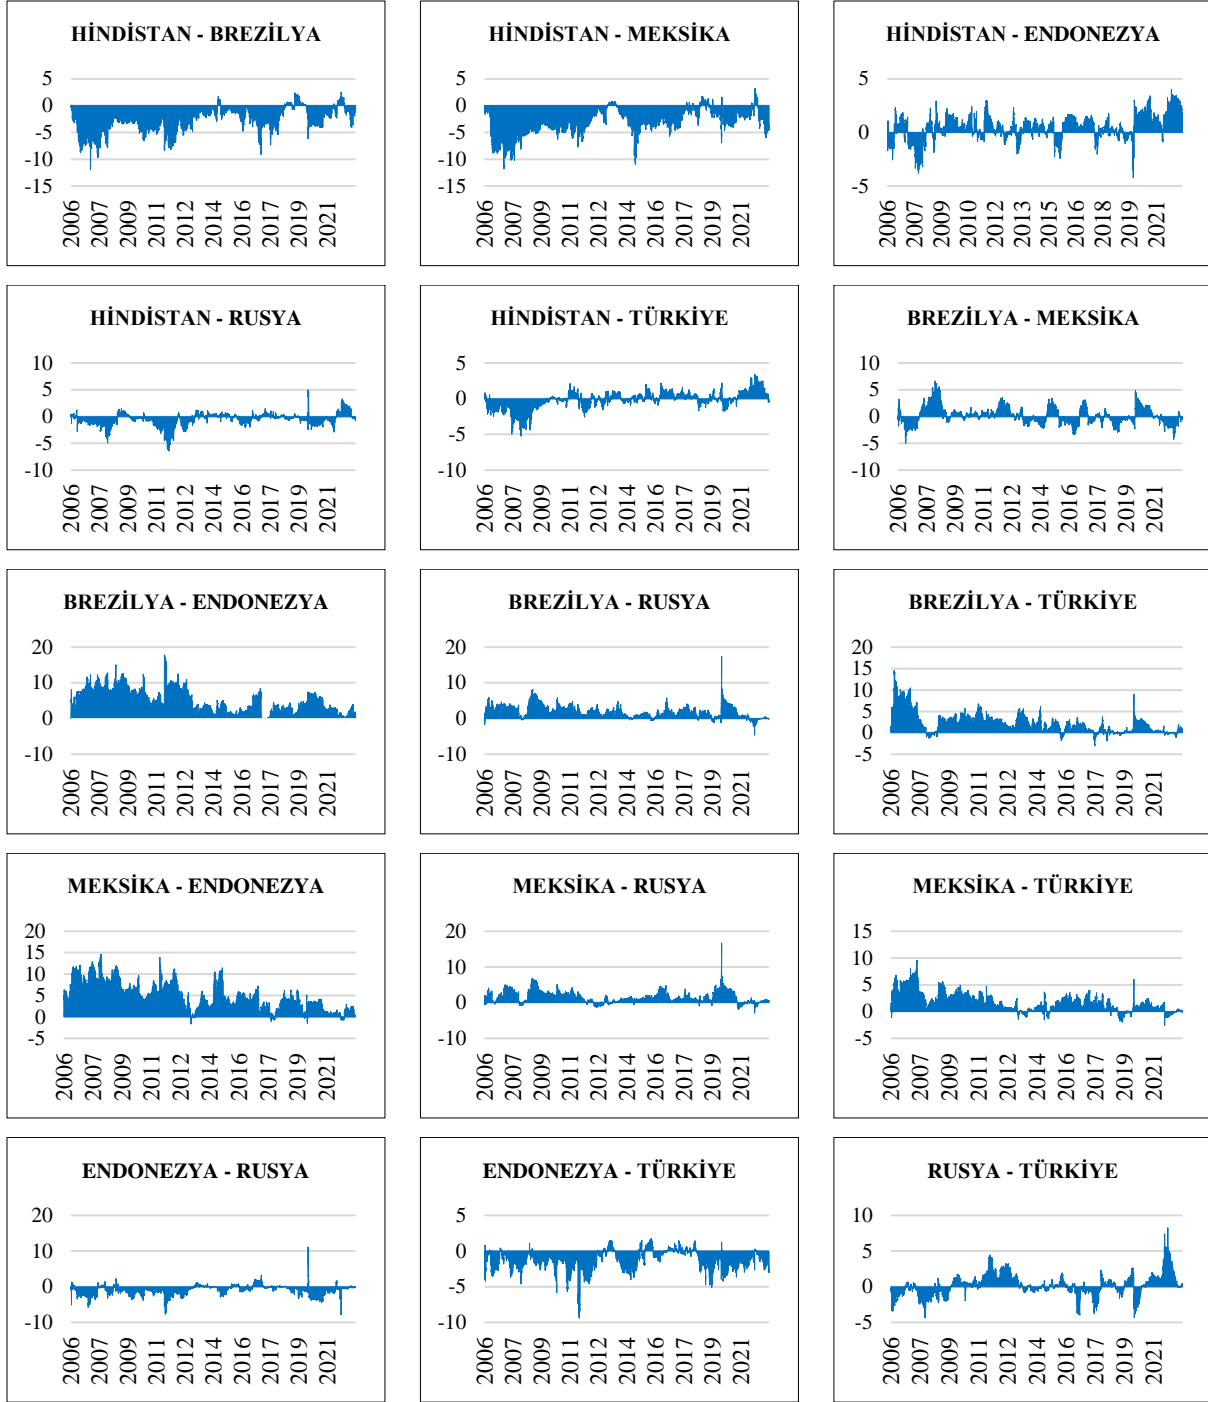 HİNDİSTAN - BREZİLYA
5
0
-5
-10
-15
2006 2007 2009 2011 2012 2014 2016 2017 2019 2021
HİNDİSTAN - MEKSİKA
5
0
-5
-10
-15
2006 2007 2009 2011 2012 2014 2016 2017 2019 2021
HİNDİSTAN - ENDONEZYA
5
0
-5
2006 2007 2009 2010 2012 2013 2015 2016 2018 2019 2021
HİNDİSTAN - RUSYA
10
5
0
-5
-10
2006 2007 2009 2011 2012 2014 2016 2017 2019 2021
HİNDİSTAN - TÜRKİYE
5
0
-5
-10
2006 2007 2009 2011 2012 2014 2016 2017 2019 2021
BREZİLYA - MEKSİKA
10
5
0
-5
-10
2006 2007 2009 2011 2012 2014 2016 2017 2019 2021
BREZİLYA - ENDONEZYA
20
10
0
-10
2006 2007 2009 2011 2012 2014 2016 2017 2019 2021
BREZİLYA - RUSYA
20
10
0
-10
2006 2007 2009 2011 2012 2014 2016 2017 2019 2021
BREZİLYA - TÜRKİYE
20
15
10
5
0
-5
2006 2007 2009 2011 2012 2014 2016 2017 2019 2021
MEKSİKA - ENDONEZYA
20
15
10
5
0
-5
2006 2007 2009 2011 2012 2014 2016 2017 2019 2021
MEKSİKA - RUSYA
20
10
0
-10
2006 2007 2009 2011 2012 2014 2016 2017 2019 2021
MEKSİKA - TÜRKİYE
15
10
5
0
-5
2006 2007 2009 2011 2012 2014 2016 2017 2019 2021
ENDONEZYA - RUSYA
20
10
0
-10
2006 2007 2009 2011 2012 2014 2016 2017 2019 2021
ENDONEZYA - TÜRKİYE
5
0
-5
-10
2006 2007 2009 2011 2012 2014 2016 2017 2019 2021
RUSYA - TÜRKİYE
10
5
0
-5
2006 2007 2009 2011 2012 2014 2016 2017 2019 2021